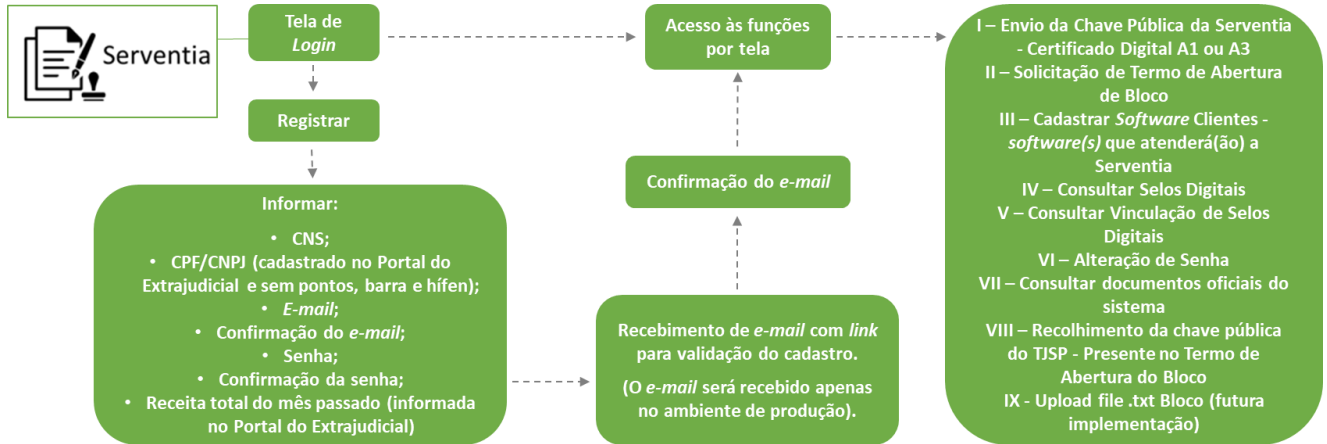 Serventia
Tela de
Login
Registrar
Informar:
• CNS;
• CPF/CNPJ (cadastrado no Portal do
Extrajudicial e sem pontos, barra e hífen);
• E-mail;
• Confirmação do e-mail;
• Senha;
• Confirmação da senha;
• Receita total do mês passado (informada
no Portal do Extrajudicial)
Recebimento de e-mail com link
para validação do cadastro.
(O e-mail será recebido apenas
no ambiente de produção).
Confirmação do e-mail
Acesso às funções
por tela
I – Envio da Chave Pública da Serventia
- Certificado Digital A1 ou A3
II – Solicitação de Termo de Abertura
de Bloco
III – Cadastrar Software Clientes -
software(s) que atenderá(ão) a
Serventia
IV – Consultar Selos Digitais
V – Consultar Vinculação de Selos
Digitais
VI – Alteração de Senha
VII – Consultar documentos oficiais do
sistema
VIII – Recolhimento da chave pública
do TJSP - Presente no Termo de
Abertura do Bloco
IX - Upload file .txt Bloco (futura
implementação)